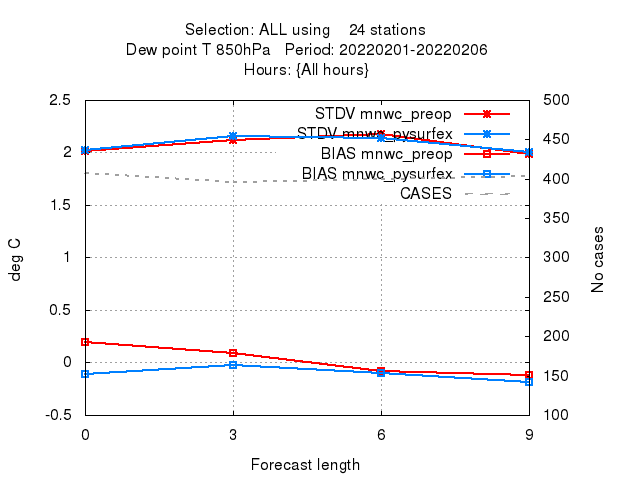 Selection: ALL using    24 stations
Dew point T 850hPa   Period: 20220201-20220206
Hours: {All hours}
2.5
2
1.5
1
0.5
0
-0.5
500
450
400
350
300
250
200
150
100
STDV mnwc_preop
STDV mnwc_pysurfex
BIAS mnwc_preop
BIAS mnwc_pysurfex
CASES
deg C
No cases
0 3 6 9
Forecast length